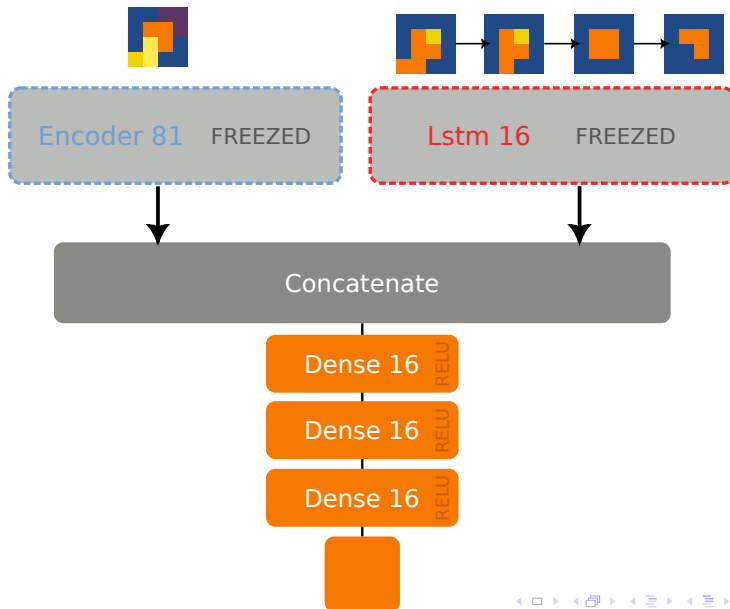 Encoder 81 FREEZED
Lstm 16 FREEZED
Concatenate
Dense 16 RELU
Dense 16 RELU
Dense 16 RELU